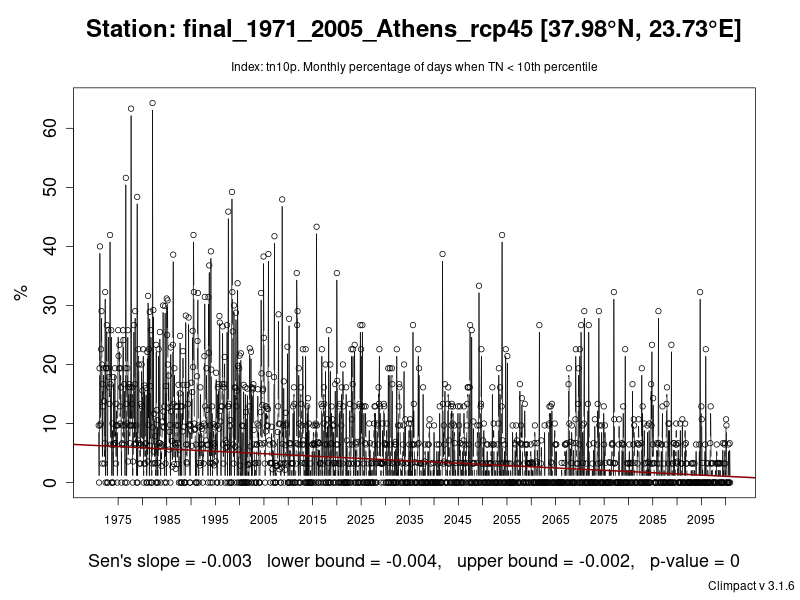 Station: final_1971_2005_Athens_rcp45 [37.98°N, 23.73°E]
Index: tn10p. Monthly percentage of days when TN < 10th percentile
60
50
40
30
20
10
0
%
1975 1985 1995 2005 2015 2025 2035 2045 2055 2065 2075 2085 2095
Sen's slope = -0.003 lower bound = -0.004, upper bound = -0.002, p-value = 0
Climpact v 3.1.6